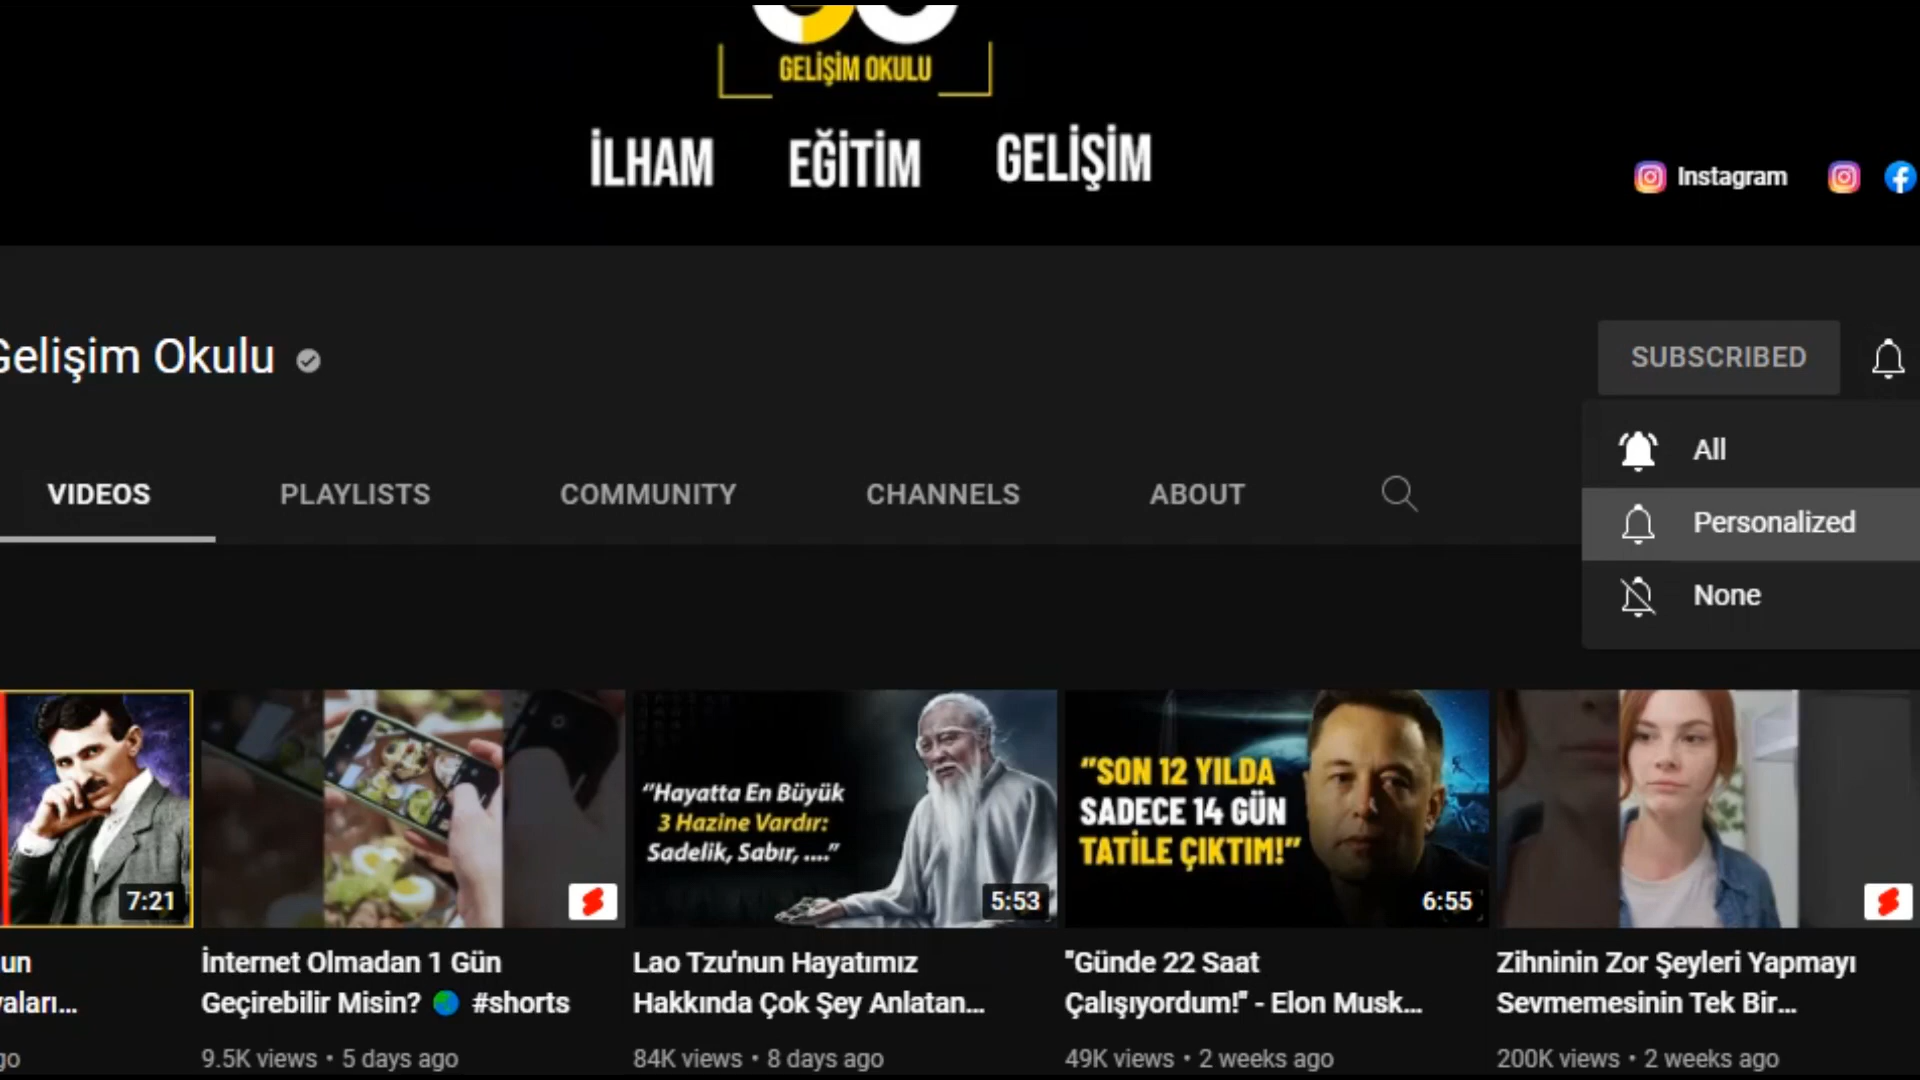 GELİŞİM OKULU
İLHAM EĞİTİM GELİŞİM
Instagram
Gelişim Okulu
SUBSCRIBED
All
VIDEOS PLAYLISTS COMMUNITY CHANNELS ABOUT
Personalized
None
7:21
"Hayatta En Büyük
3 Hazine Vardır:
Sadelik, Sabır, ...."
5:53
"SON 12 YILDA
SADECE 14 GÜN
TATİLE ÇIKTIM!"
6:55
İnternet Olmadan 1 Gün
Geçirebilir Misin? 🌍 #shorts
9.5K views • 5 days ago
Lao Tzu'nun Hayatımız
Hakkında Çok Şey Anlatan...
84K views • 8 days ago
"Günde 22 Saat
Çalışıyordum!" - Elon Musk...
49K views • 2 weeks ago
Zihninin Zor Şeyleri Yapmayı
Sevmemesinin Tek Bir...
200K views • 2 weeks ago